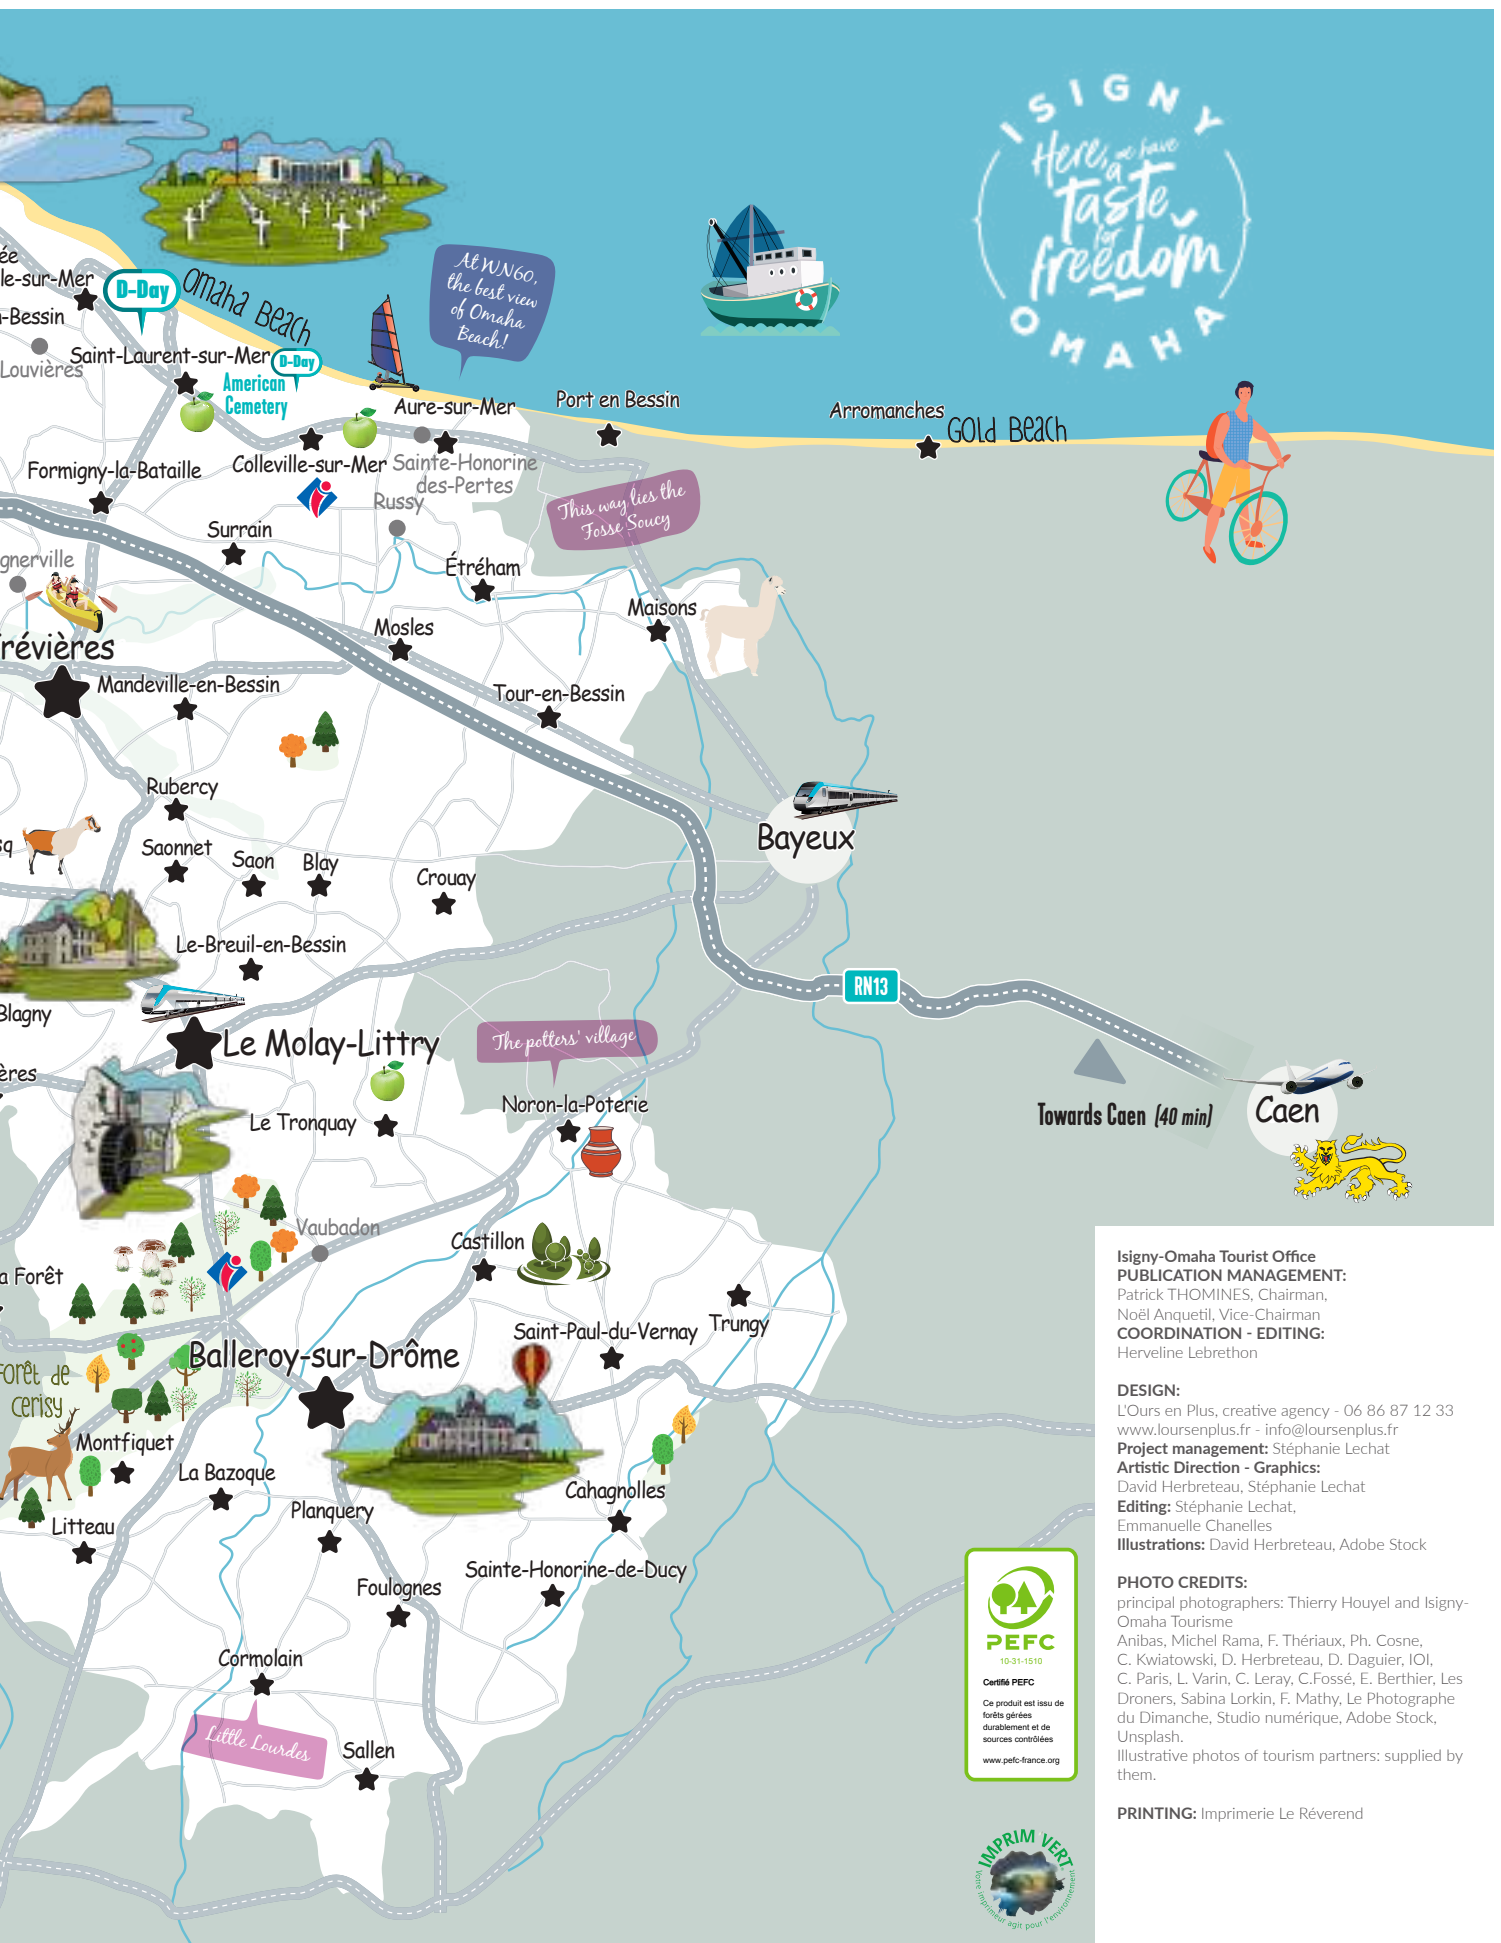 ISIGNY
Here, we have
a
taste
for
freedom
OMAHA
ée
le-sur-Mer
D-Day
Omaha Beach
At WN60,
the best view
of Omaha
Beach!
-Bessin
Louvières
Saint-Laurent-sur-Mer
D-Day
American
Cemetery
Aure-sur-Mer
Port en Bessin
Arromanches
Gold Beach
Formigny-la-Bataille
Colleville-sur-Mer
Sainte-Honorine
des-Pertes
Russy
This way lies the
Fosse Soucy
Surrain
gnerville
Étréham
Maisons
Mosles
révières
Mandeville-en-Bessin
Tour-en-Bessin
Rubercy
Bayeux
sq
Saonnet
Saon
Blay
Crouay
Le-Breuil-en-Bessin
RN13
Blagny
Le Molay-Littry
The potters' village
ères
Noron-la-Poterie
Towards Caen (40 min)
Caen
Le Tronquay
Vaubadon
Castillon
a Forêt
Saint-Paul-du-Vernay
Trungy
Balleroy-sur-Drôme
Forêt de
Cerisy
Montfiquet
La Bazoque
Cahagnolles
Planquery
Litteau
Sainte-Honorine-de-Ducy
Foulognes
Cormolain
Little Lourdes
Sallen
Isigny-Omaha Tourist Office
PUBLICATION MANAGEMENT:
Patrick THOMINES, Chairman,
Noël Anquetil, Vice-Chairman
COORDINATION - EDITING:
Herveline Lebrethon
DESIGN:
L'Ours en Plus, creative agency - 06 86 87 12 33
www.loursenplus.fr - info@loursenplus.fr
Project management: Stéphanie Lechat
Artistic Direction - Graphics:
David Herbreteau, Stéphanie Lechat
Editing: Stéphanie Lechat,
Emmanuelle Chanelles
Illustrations: David Herbreteau, Adobe Stock
PHOTO CREDITS:
principal photographers: Thierry Houyel and Isigny-
Omaha Tourisme
Anibas, Michel Rama, F. Thériaux, Ph. Cosne,
C. Kwiatowski, D. Herbreteau, D. Daguier, IOI,
C. Paris, L. Varin, C. Leray, C.Fossé, E. Berthier, Les
Droners, Sabina Lorkin, F. Mathy, Le Photographe
du Dimanche, Studio numérique, Adobe Stock,
Unsplash.
Illustrative photos of tourism partners: supplied by
them.
PRINTING: Imprimerie Le Réverend
PEFC
10-31-1510
Certifié PEFC
Ce produit est issu de
forêts gérées
durablement et de
sources contrôlées
www.pefc-france.org
IMPRIM'VERT
Votre imprimeur agit pour l'environnement